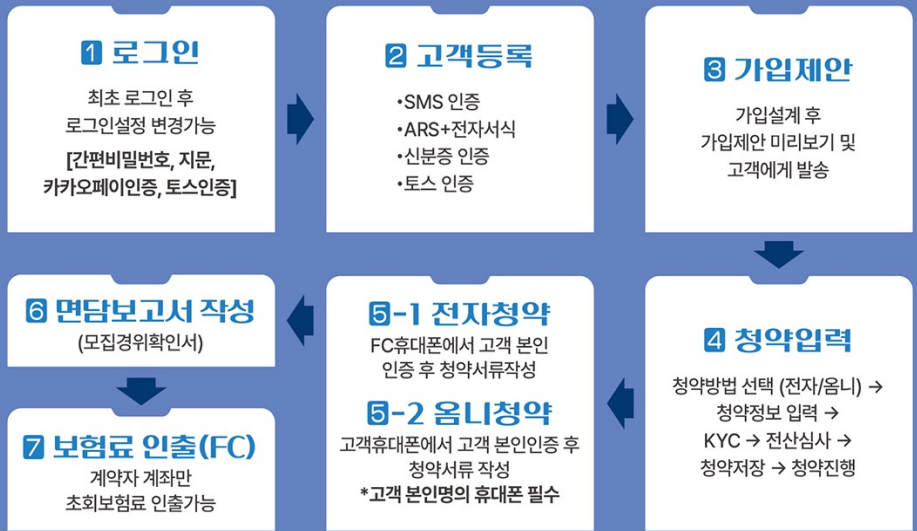 1 로그인
최초 로그인 후
로그인설정 변경가능
[간편비밀번호, 지문,
카카오페이인증, 토스인증]
2 고객등록
•SMS 인증
•ARS+전자서식
•신분증 인증
•토스 인증
3 가입제안
가입설계 후
가입제안 미리보기 및
고객에게 발송
4 청약입력
청약방법 선택 (전자/옴니) →
청약정보 입력 →
KYC → 전산심사 →
청약저장 → 청약진행
5-1 전자청약
FC휴대폰에서 고객 본인
인증 후 청약서류작성
5-2 옴니청약
고객휴대폰에서 고객 본인인증 후
청약서류 작성
*고객 본인명의 휴대폰 필수
6 면담보고서 작성
(모집경위확인서)
7 보험료 인출(FC)
계약자 계좌만
초회보험료 인출가능